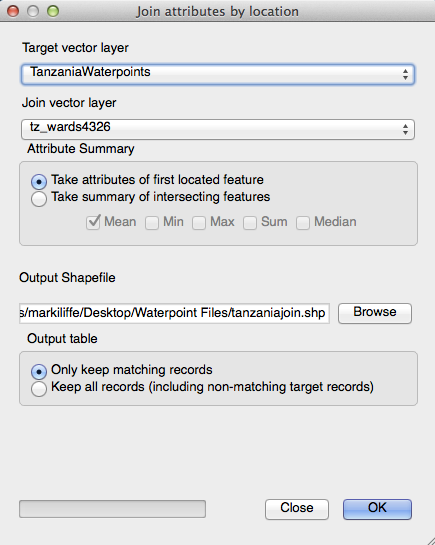 Join attributes by location
Target vector layer
TanzaniaWaterpoints
Join vector layer
tz_wards4326
Attribute Summary
Take attributes of first located feature
Take summary of intersecting features
Mean Min Max Sum Median
Output Shapefile
s/markiliffe/Desktop/Waterpoint Files/tanzaniajoin.shp Browse
Output table
Only keep matching records
Keep all records (including non-matching target records)
Close OK